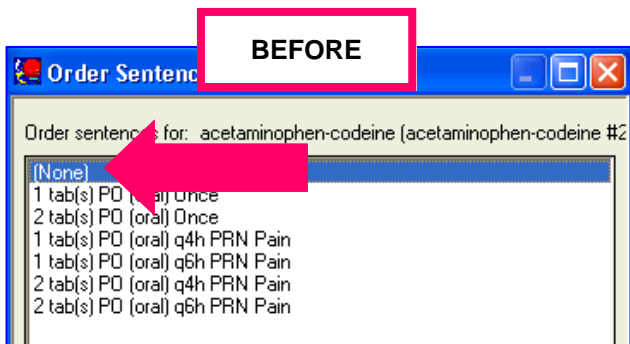 BEFORE
Order Sentenc
Order sentences for: acetaminophen-codeine (acetaminophen-codeine #2
(None)
1 tab(s) PO (oral) Once
2 tab(s) PO (oral) Once
1 tab(s) PO (oral) q4h PRN Pain
1 tab(s) PO (oral) q6h PRN Pain
2 tab(s) PO (oral) q4h PRN Pain
2 tab(s) PO (oral) q6h PRN Pain